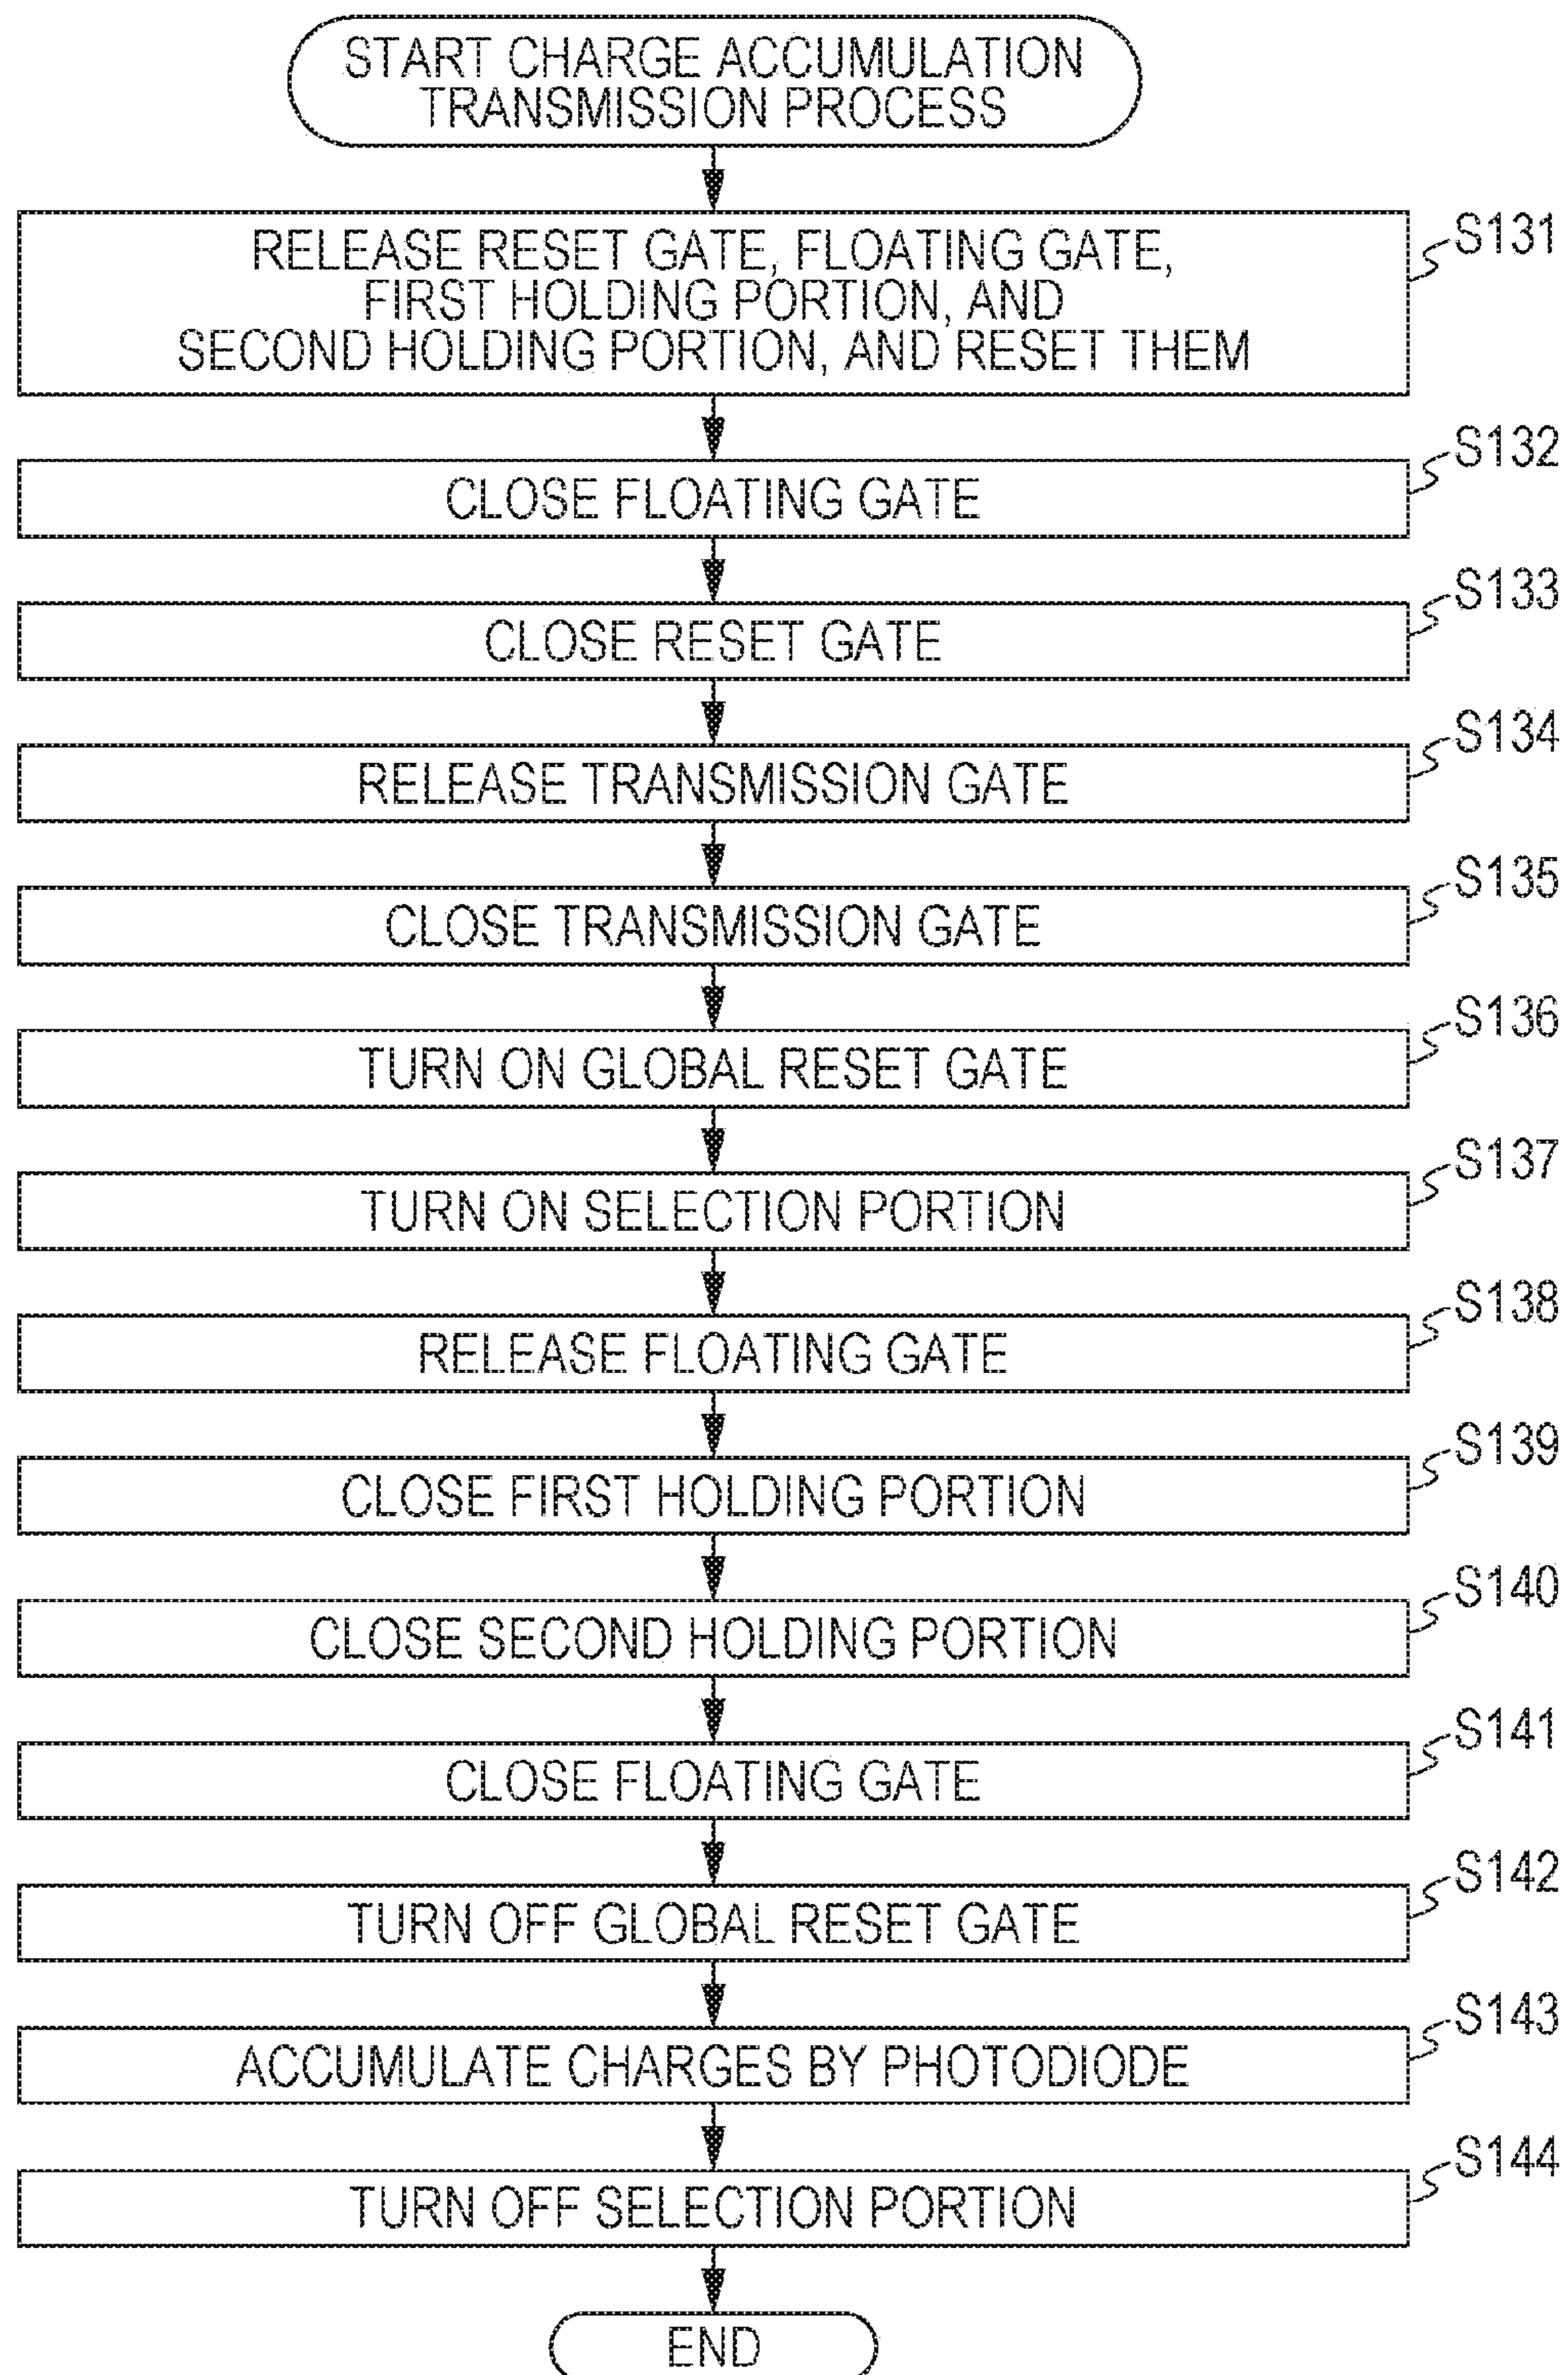 START CHARGE ACCUMULATION
TRANSMISSION PROCESS
RELEASE RESET GATE, FLOATING GATE,
FIRST HOLDING PORTION, AND
SECOND HOLDING PORTION, AND RESET THEM
S131
CLOSE FLOATING GATE
S132
CLOSE RESET GATE
S133
RELEASE TRANSMISSION GATE
S134
CLOSE TRANSMISSION GATE
S135
TURN ON GLOBAL RESET GATE
S136
TURN ON SELECTION PORTION
S137
RELEASE FLOATING GATE
S138
CLOSE FIRST HOLDING PORTION
S139
CLOSE SECOND HOLDING PORTION
S140
CLOSE FLOATING GATE
S141
TURN OFF GLOBAL RESET GATE
S142
ACCUMULATE CHARGES BY PHOTODIODE
S143
TURN OFF SELECTION PORTION
S144
END